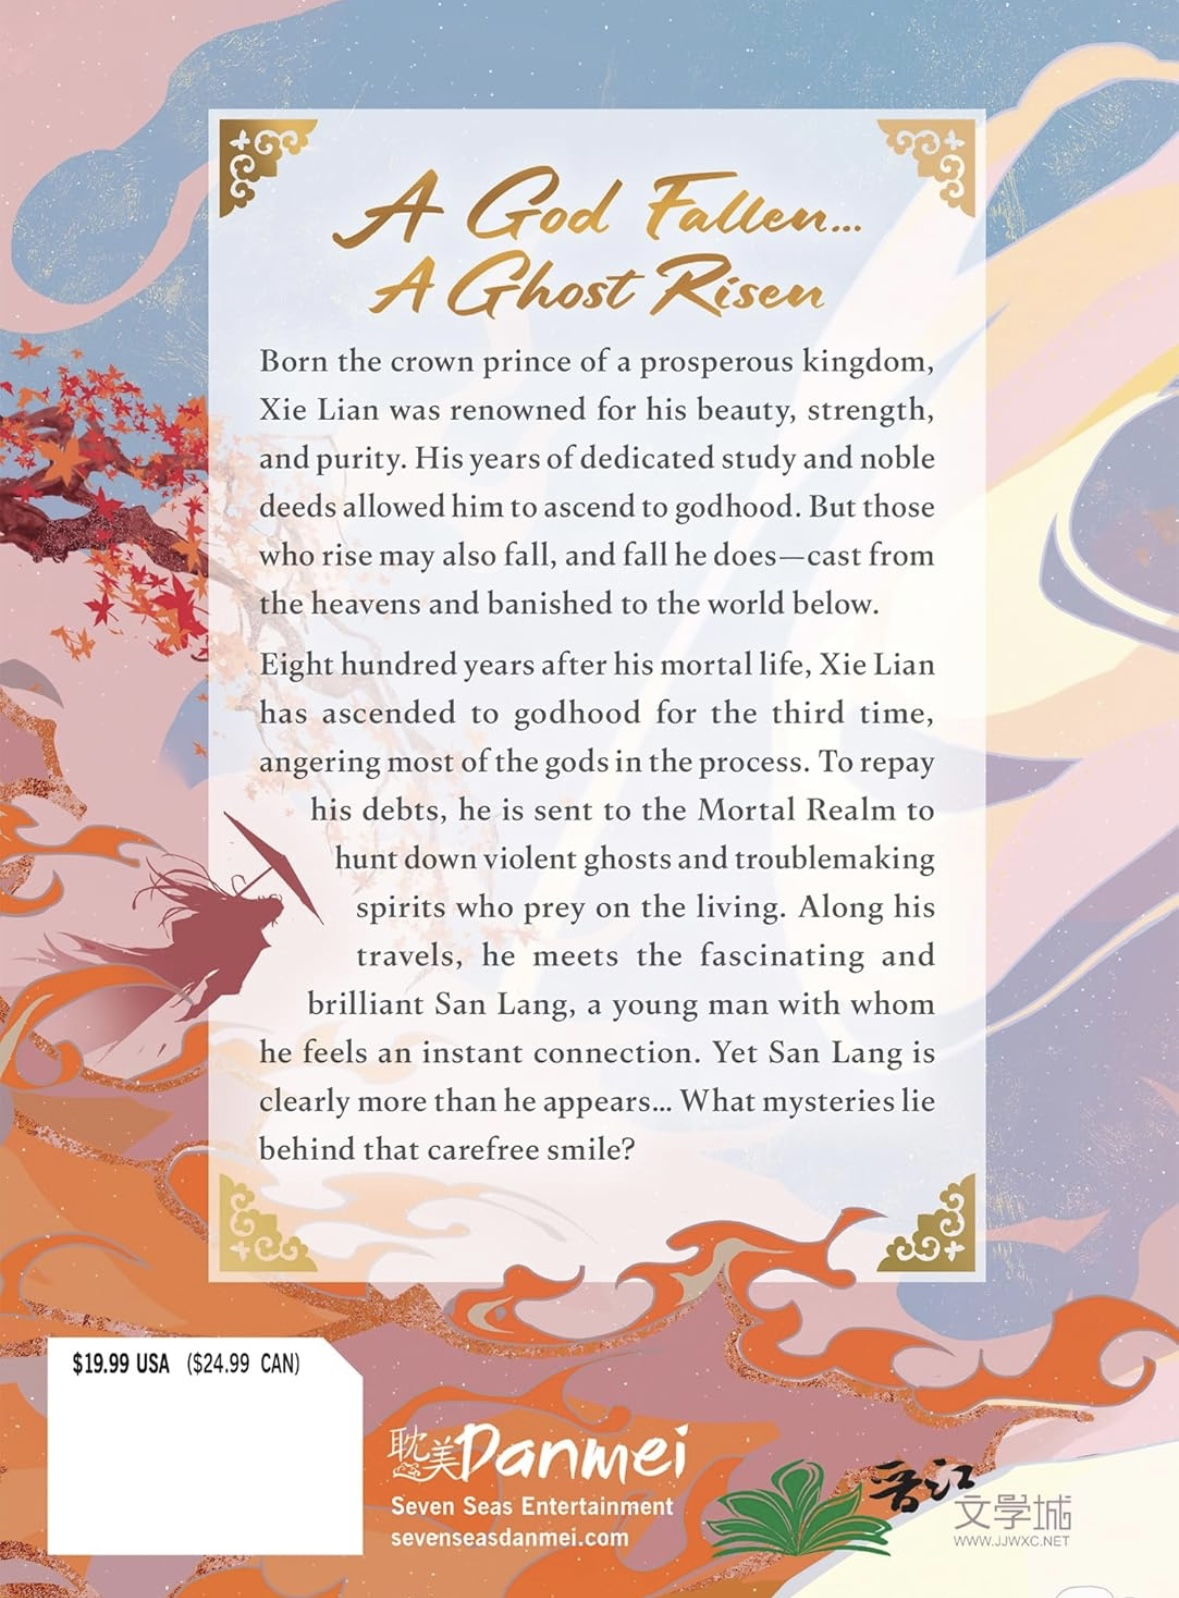 A God Fallen...
A Ghost Risen
Born the crown prince of a prosperous kingdom,
Xie Lian was renowned for his beauty, strength,
and purity. His years of dedicated study and noble
deeds allowed him to ascend to godhood. But those
who rise may also fall, and fall he does—cast from
the heavens and banished to the world below.
Eight hundred years after his mortal life, Xie Lian
has ascended to godhood for the third time,
angering most of the gods in the process. To repay
his debts, he is sent to the Mortal Realm to
hunt down violent ghosts and troublemaking
spirits who prey on the living. Along his
travels, he meets the fascinating and
brilliant San Lang, a young man with whom
he feels an instant connection. Yet San Lang is
clearly more than he appears... What mysteries lie
behind that carefree smile?
$19.99 USA ($24.99 CAN)
耽美 Danmei
Seven Seas Entertainment
sevenseasdanmei.com
晋江
文學城
WWW.JJWXC.NET